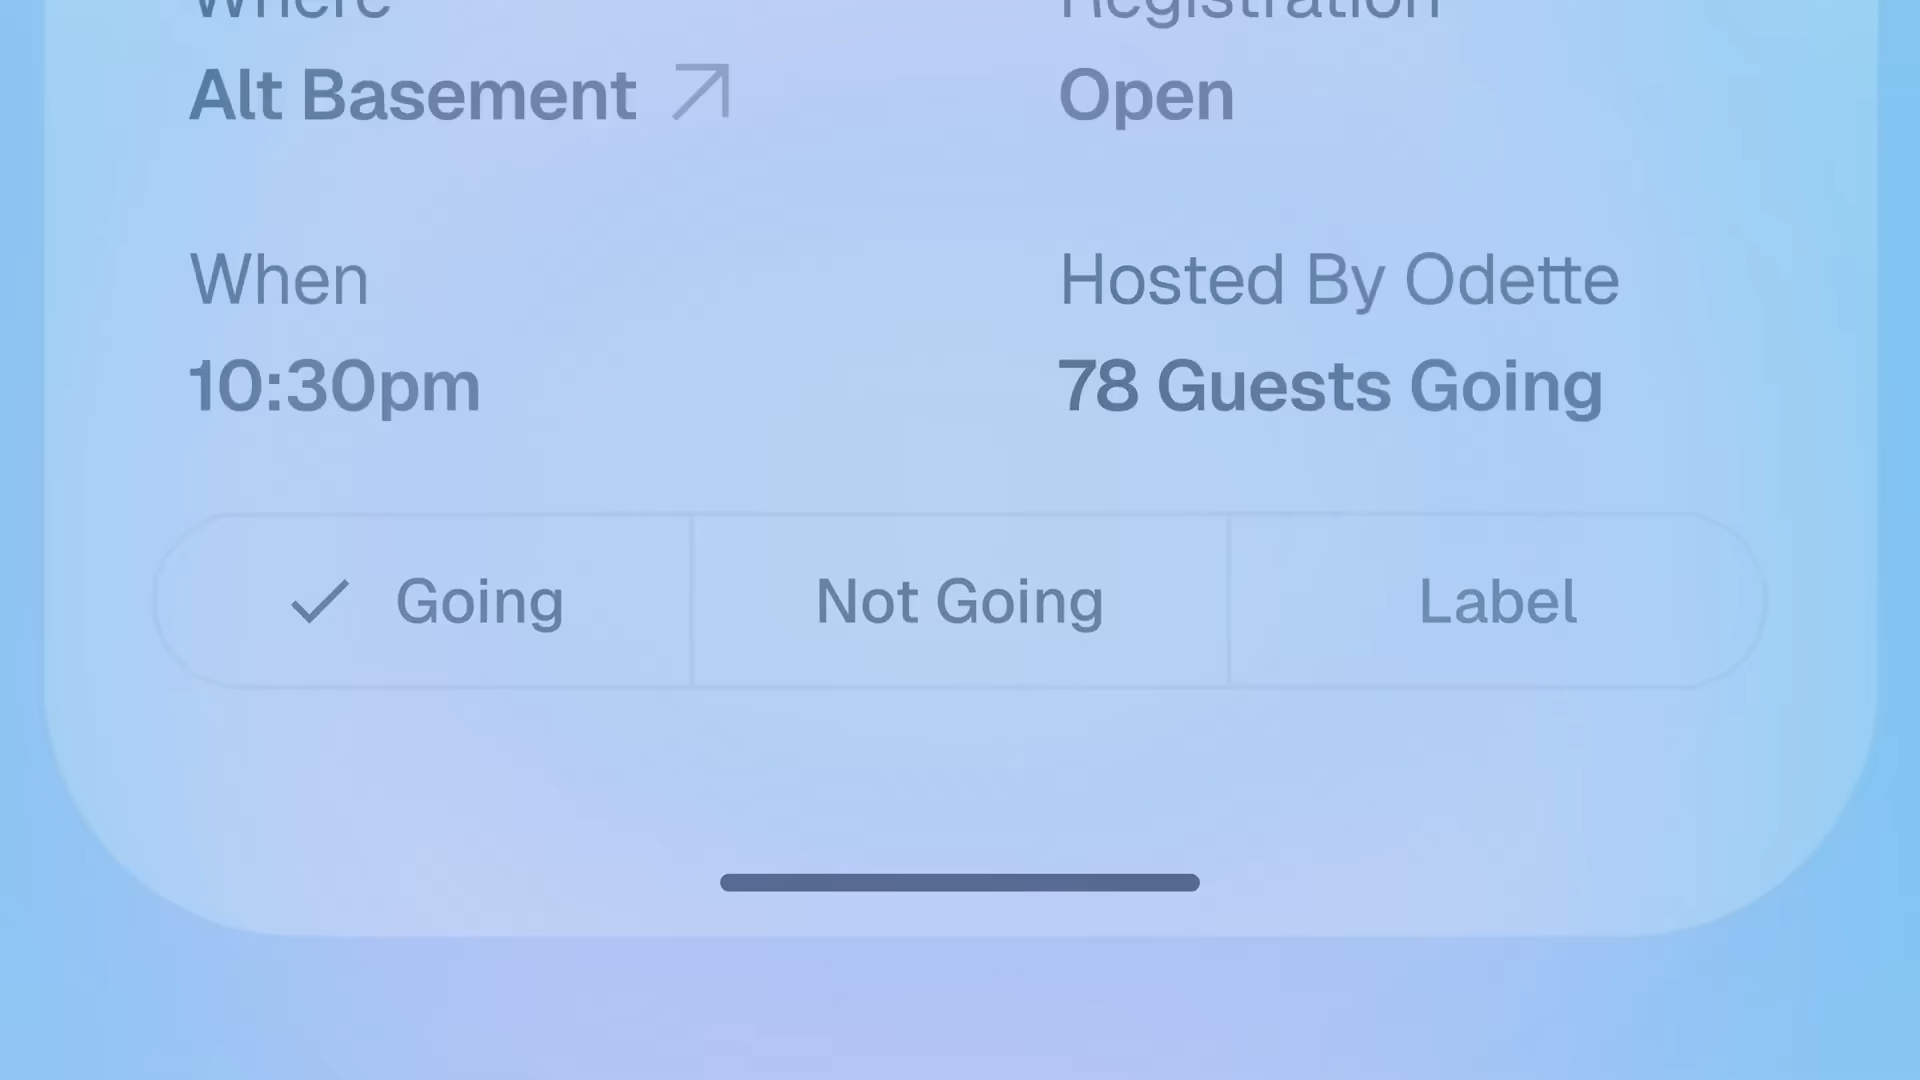 Where
Registration
Alt Basement
Open
When
Hosted By Odette
10:30pm
78 Guests Going
Going
Not Going
Label